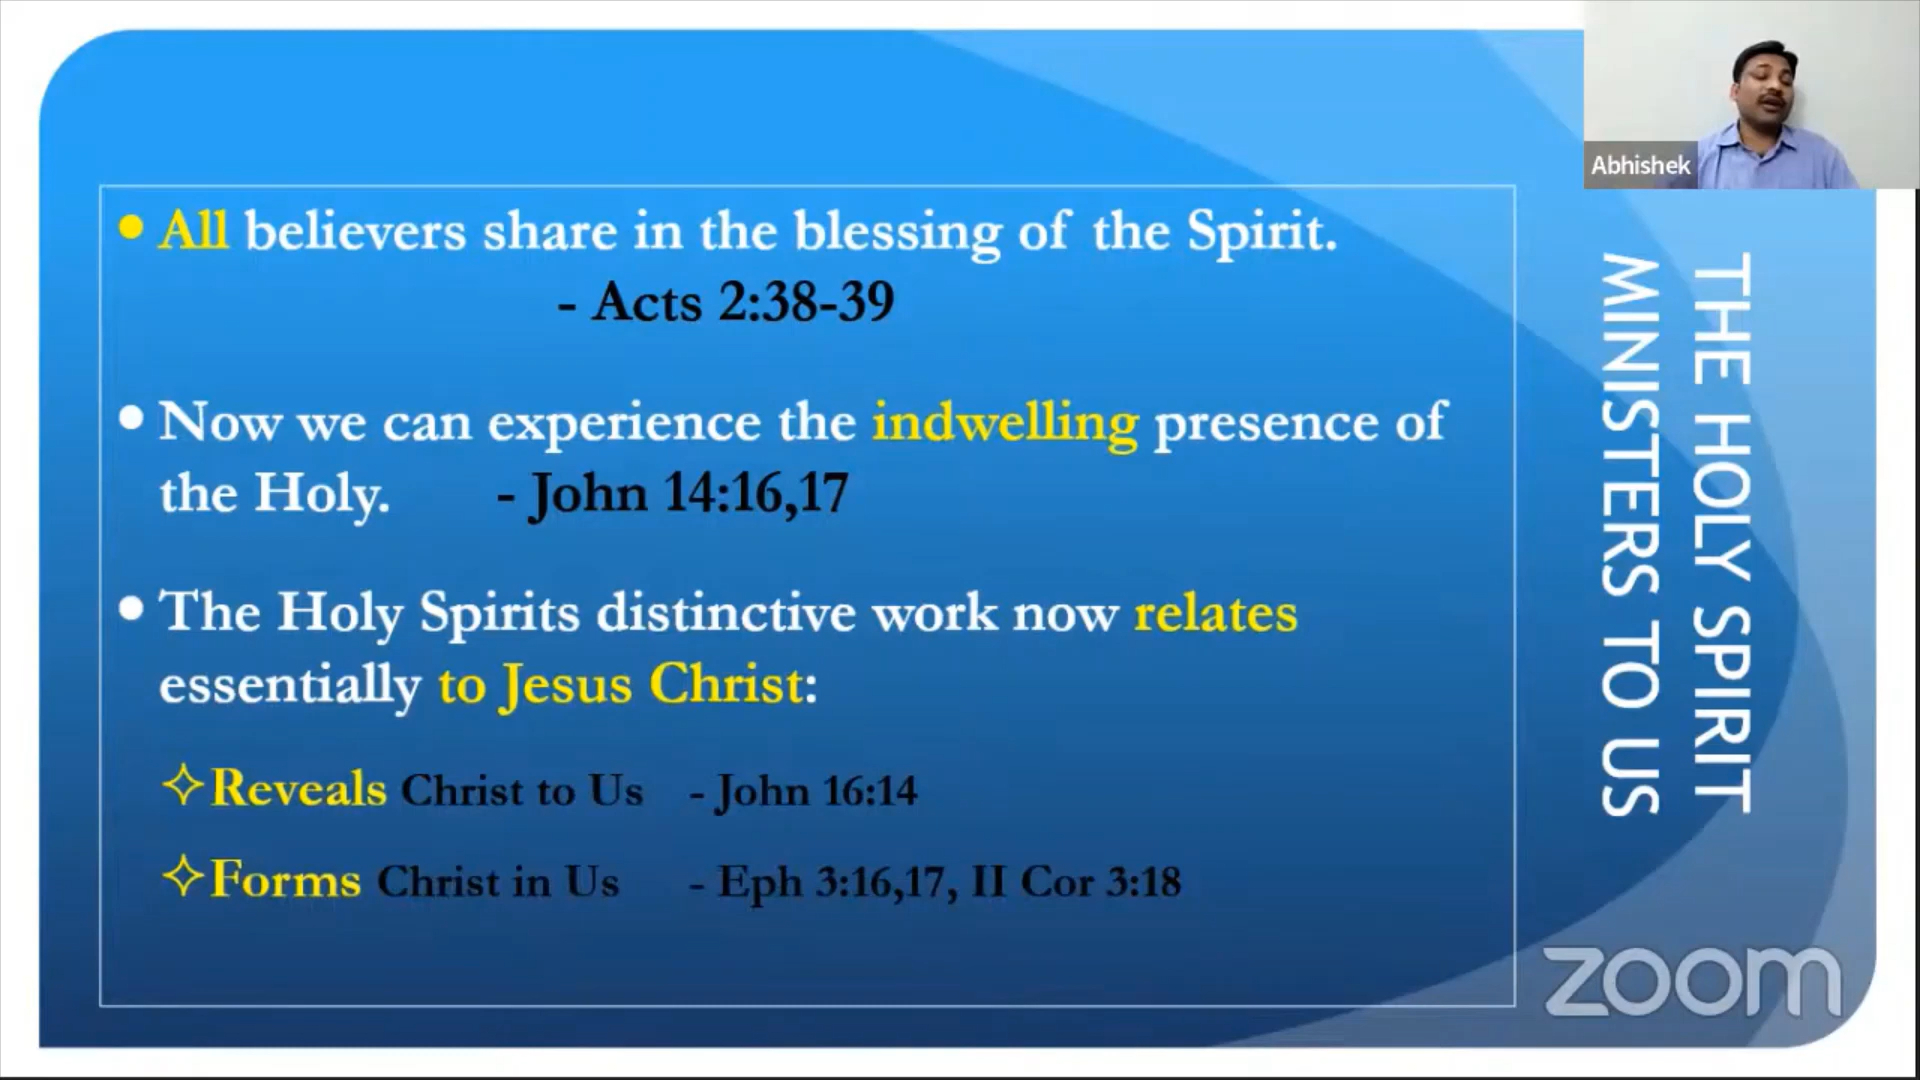 Abhishek
• All believers share in the blessing of the Spirit.
- Acts 2:38-39
• Now we can experience the indwelling presence of
the Holy. - John 14:16,17
• The Holy Spirits distinctive work now relates
essentially to Jesus Christ:
✧Reveals Christ to Us - John 16:14
✧Forms Christ in Us - Eph 3:16,17, II Cor 3:18
THE HOLY SPIRIT
MINISTERS TO US
zoom